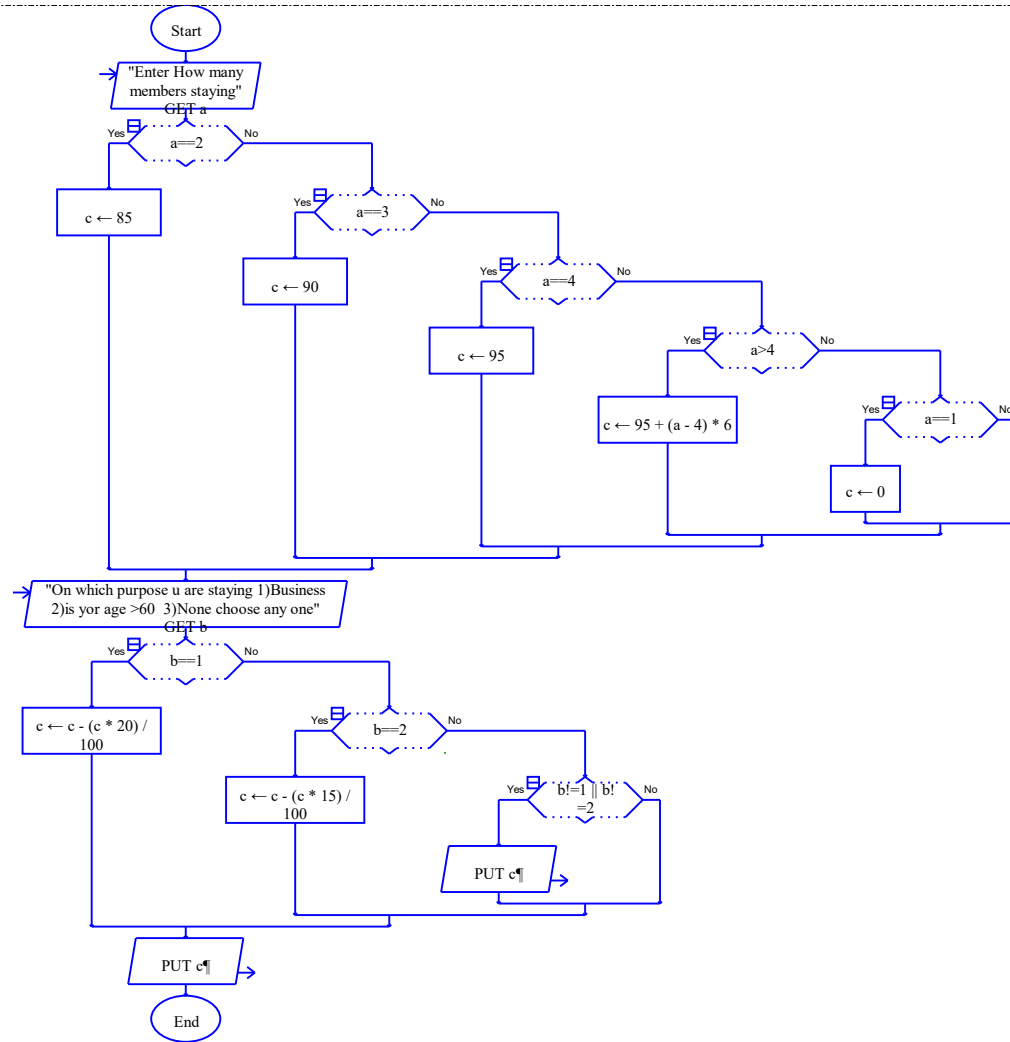 Start
"Enter How many
members staying"
GET a
Yes
a==2
No
c ← 85
Yes
a==3
No
c ← 90
Yes
a==4
No
c ← 95
Yes
a>4
No
c ← 95 + (a - 4) * 6
Yes
a==1
No
c ← 0
"On which purpose u are staying 1)Business
2)is yor age >60 3)None choose any one"
GET b
Yes
b==1
No
c ← c - (c * 20) /
100
Yes
b==2
No
c ← c - (c * 15) /
100
Yes
b!=1 || b!
=2
No
PUT c¶
PUT c¶
End